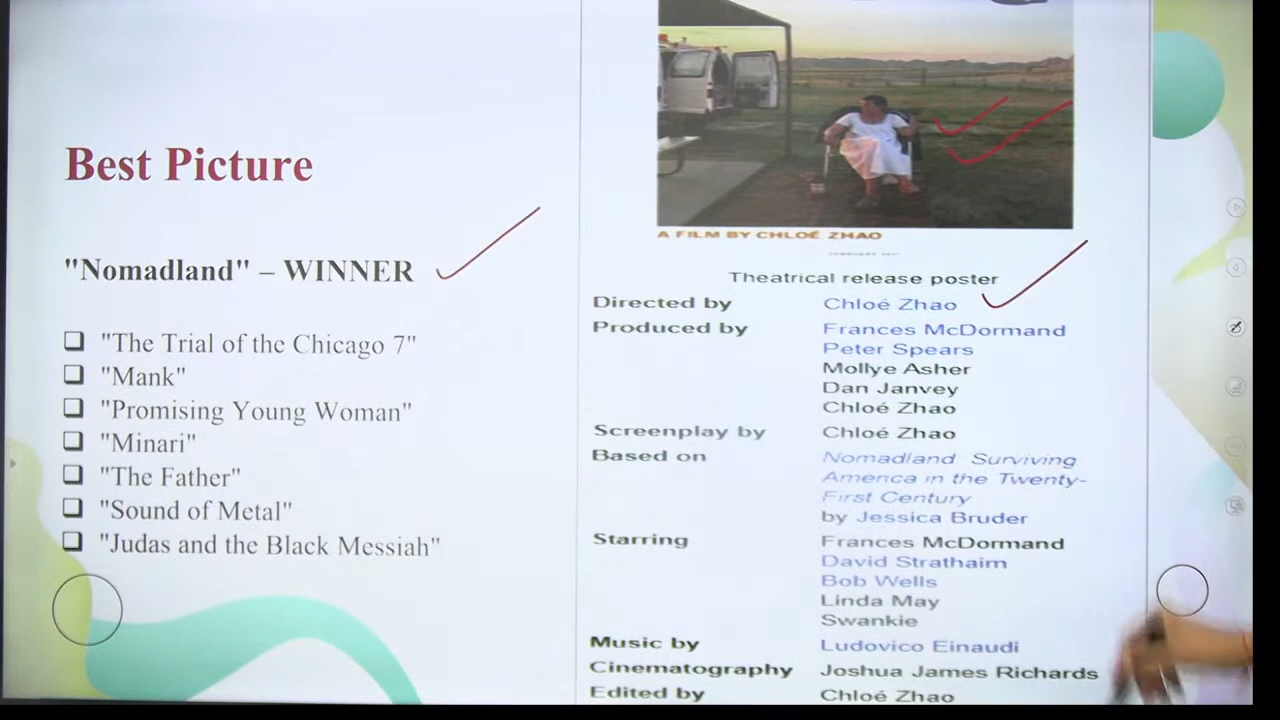 Best Picture
"Nomadland" – WINNER
❑ "The Trial of the Chicago 7"
❑ "Mank"
❑ "Promising Young Woman"
❑ "Minari"
❑ "The Father"
❑ "Sound of Metal"
❑ "Judas and the Black Messiah"
A FILM BY CHLOÉ ZHAO
Theatrical release poster
Directed by Chloé Zhao
Produced by Frances McDormand
Peter Spears
Mollye Asher
Dan Janvey
Chloé Zhao
Screenplay by Chloé Zhao
Based on Nomadland Surviving
America in the Twenty-
First Century
by Jessica Bruder
Starring Frances McDormand
David Strathairn
Bob Wells
Linda May
Swankie
Music by Ludovico Einaudi
Cinematography Joshua James Richards
Edited by Chloé Zhao